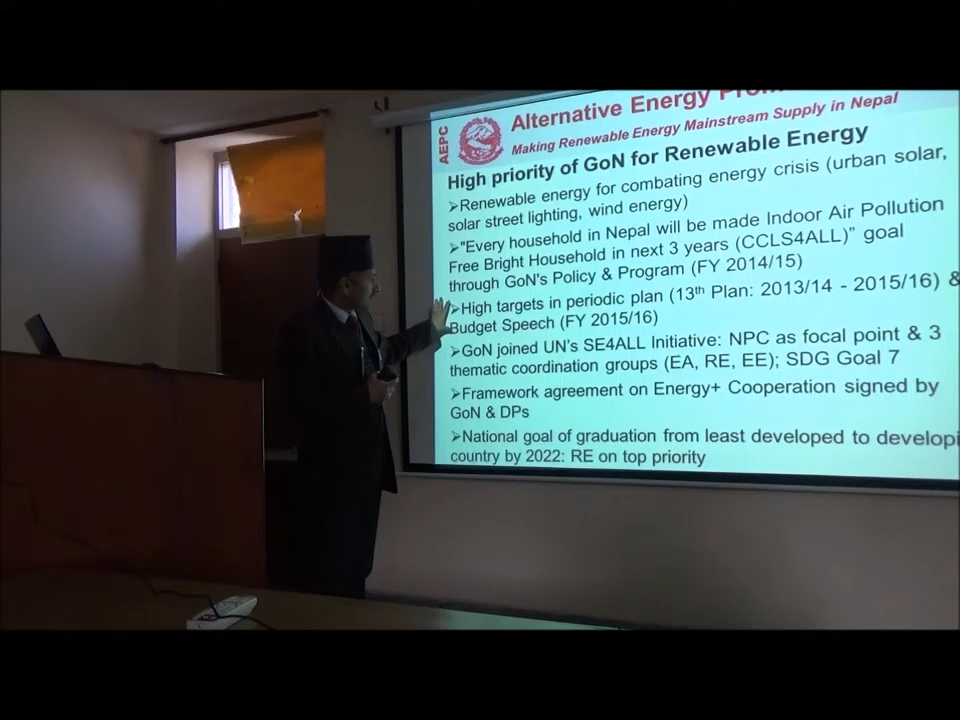 AEPC
Alternative Energy
Making Renewable Energy Mainstream Supply in Nepal
High priority of GoN for Renewable Energy
➢Renewable energy for combating energy crisis (urban solar,
solar street lighting, wind energy)
➢"Every household in Nepal will be made Indoor Air Pollution
Free Bright Household in next 3 years (CCLS4ALL)” goal
through GoN's Policy & Program (FY 2014/15)
➢High targets in periodic plan (13th Plan: 2013/14 - 2015/16) &
Budget Speech (FY 2015/16)
➢GoN joined UN's SE4ALL Initiative: NPC as focal point & 3
thematic coordination groups (EA, RE, EE); SDG Goal 7
➢Framework agreement on Energy+ Cooperation signed by
GoN & DPs
➢National goal of graduation from least developed to developi
country by 2022: RE on top priority